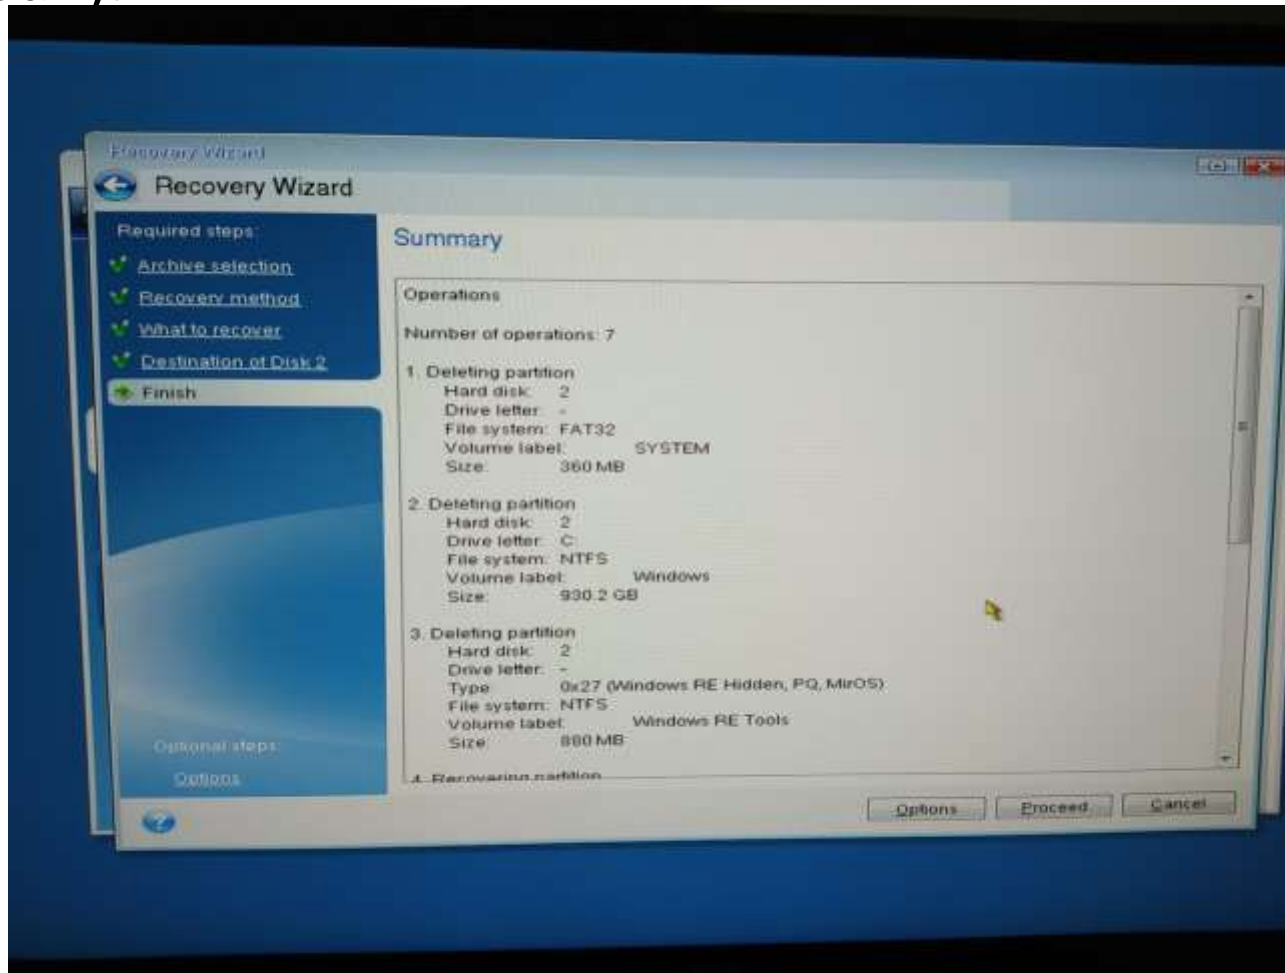 Recovery Wizard
Recovery Wizard
Required steps:
Archive selection
Recovery method
What to recover
Destination of Disk 2
Finish
Optional steps:
Options
Summary
Operations
Number of operations: 7
1. Deleting partition
Hard disk: 2
Drive letter: -
File system: FAT32
Volume label: SYSTEM
Size: 360 MB
2. Deleting partition
Hard disk: 2
Drive letter: C:
File system: NTFS
Volume label: Windows
Size: 930.2 GB
3. Deleting partition
Hard disk: 2
Drive letter: -
Type: 0x27 (Windows RE Hidden, PQ, MirOS)
File system: NTFS
Volume label: Windows RE Tools
Size: 880 MB
4. Recovering partition
Options
Proceed
Cancel